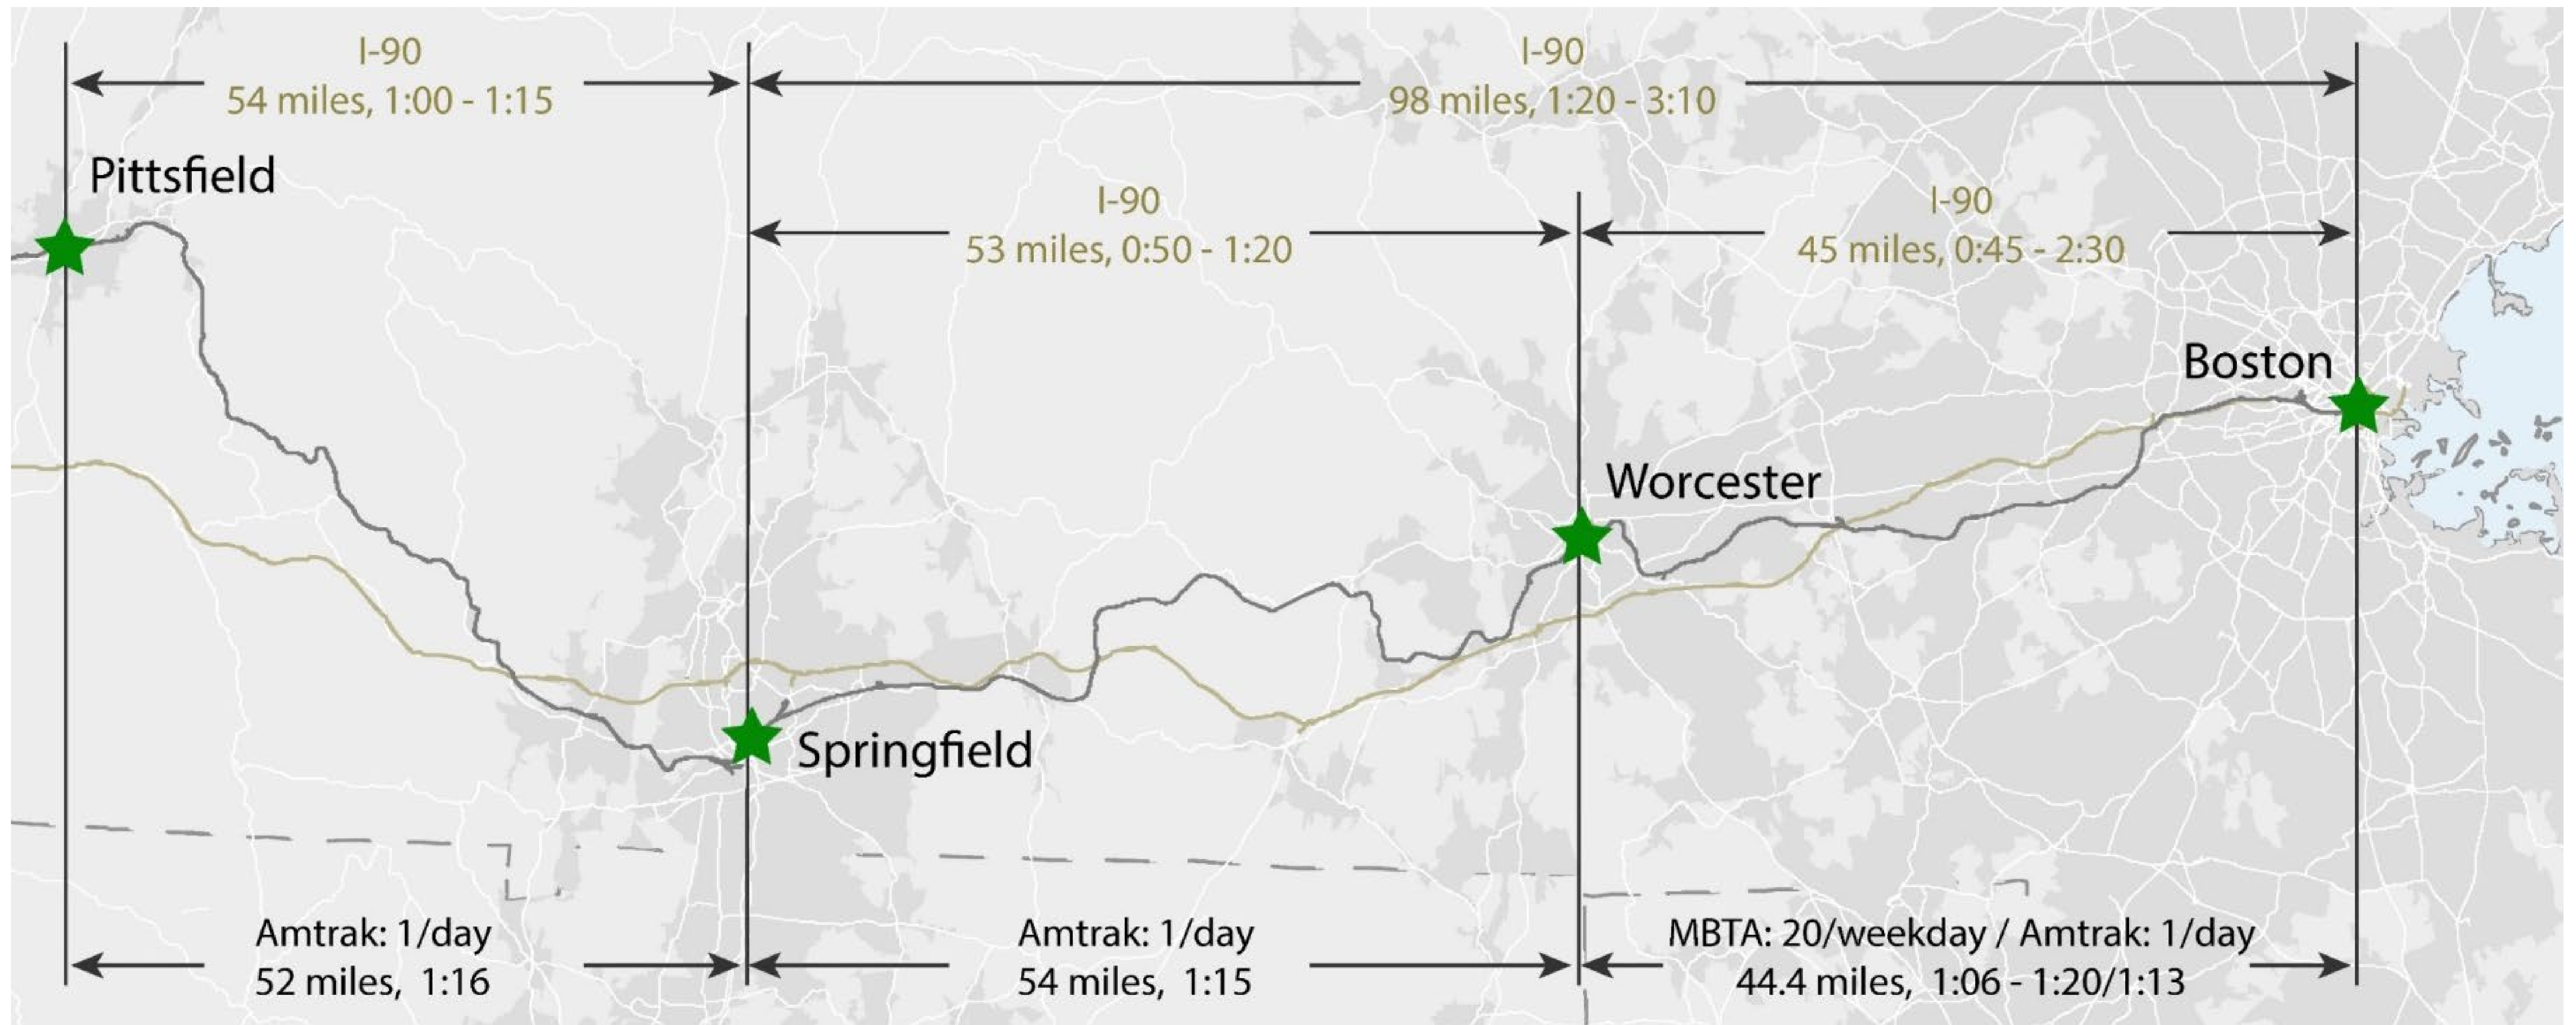 I-90
54 miles, 1:00 - 1:15
I-90
98 miles, 1:20 - 3:10
Pittsfield
I-90
53 miles, 0:50 - 1:20
I-90
45 miles, 0:45 - 2:30
Boston
Worcester
Springfield
Amtrak: 1/day
52 miles, 1:16
Amtrak: 1/day
54 miles, 1:15
MBTA: 20/weekday / Amtrak: 1/day
44.4 miles, 1:06 - 1:20/1:13